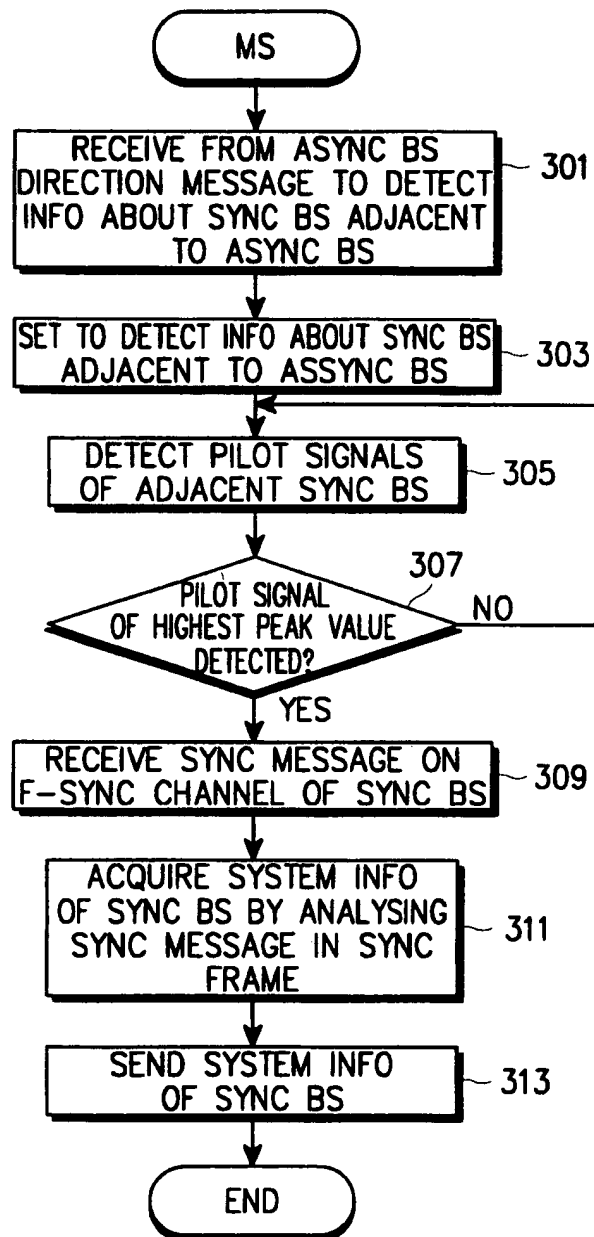 MS
RECEIVE FROM ASYNC BS
DIRECTION MESSAGE TO DETECT
INFO ABOUT SYNC BS ADJACENT
TO ASYNC BS
301
SET TO DETECT INFO ABOUT SYNC BS
ADJACENT TO ASSYNC BS
303
DETECT PILOT SIGNALS
OF ADJACENT SYNC BS
305
307
PILOT SIGNAL
OF HIGHEST PEAK VALUE
DETECTED?
NO
YES
RECEIVE SYNC MESSAGE ON
F-SYNC CHANNEL OF SYNC BS
309
ACQUIRE SYSTEM INFO
OF SYNC BS BY ANALYSING
SYNC MESSAGE IN SYNC
FRAME
311
SEND SYSTEM INFO
OF SYNC BS
313
END